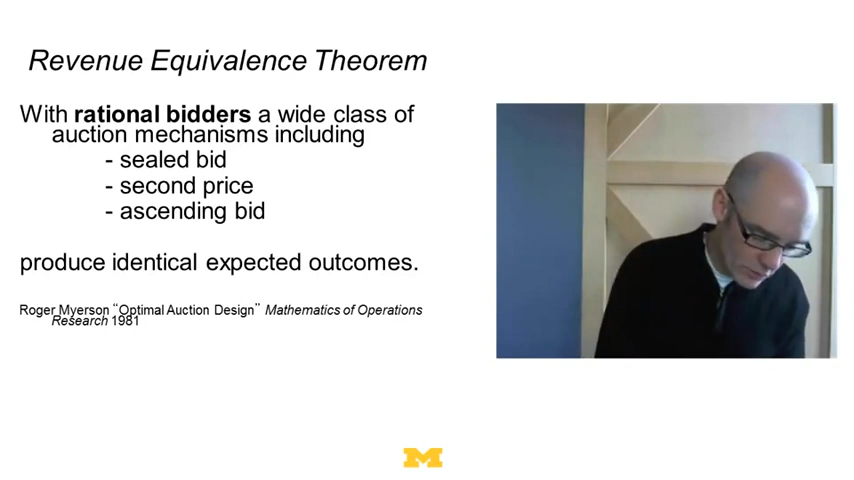 Revenue Equivalence Theorem
With rational bidders a wide class of
auction mechanisms including
- sealed bid
- second price
- ascending bid
produce identical expected outcomes.
Roger Myerson “Optimal Auction Design” Mathematics of Operations
Research 1981
M